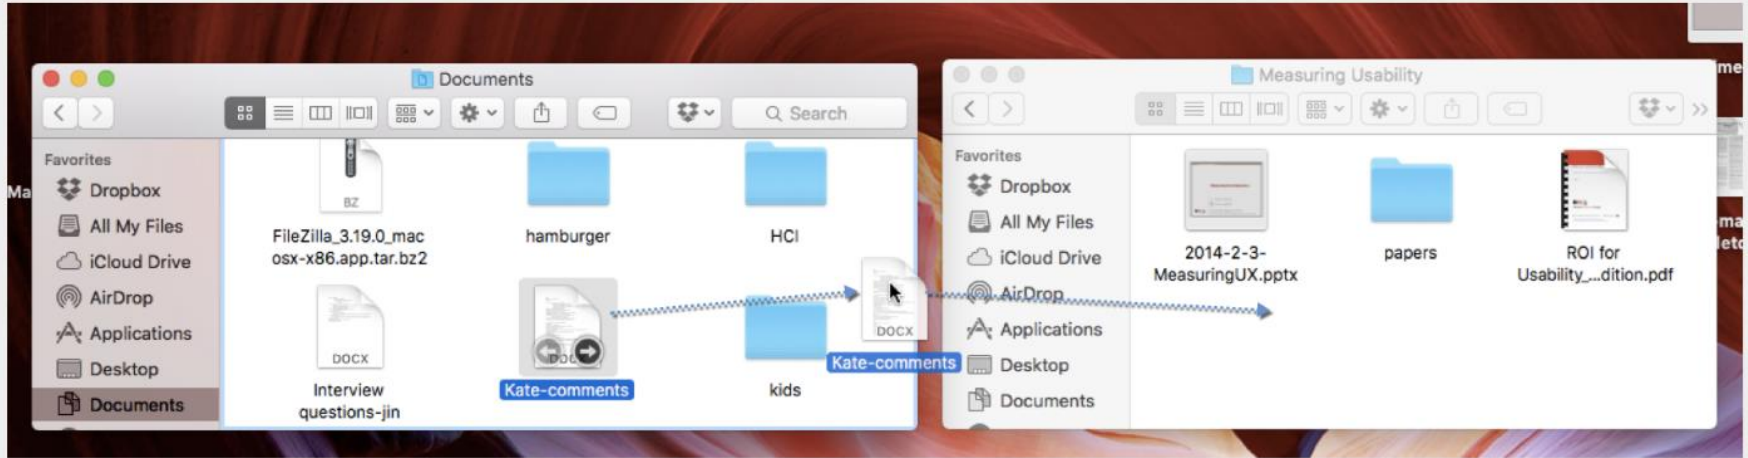 Documents
Search
Favorites
Dropbox
All My Files
iCloud Drive
AirDrop
Applications
Desktop
Documents
BZ
FileZilla_3.19.0_mac
osx-x86.app.tar.bz2
hamburger
HCI
DOCX
Interview
questions-jin
Kate-comments
kids
DOCX
Kate-comments
Measuring Usability
Favorites
Dropbox
All My Files
iCloud Drive
AirDrop
Applications
Desktop
Documents
2014-2-3-
MeasuringUX.pptx
papers
ROI for
Usability_...dition.pdf
Ma
me
ma